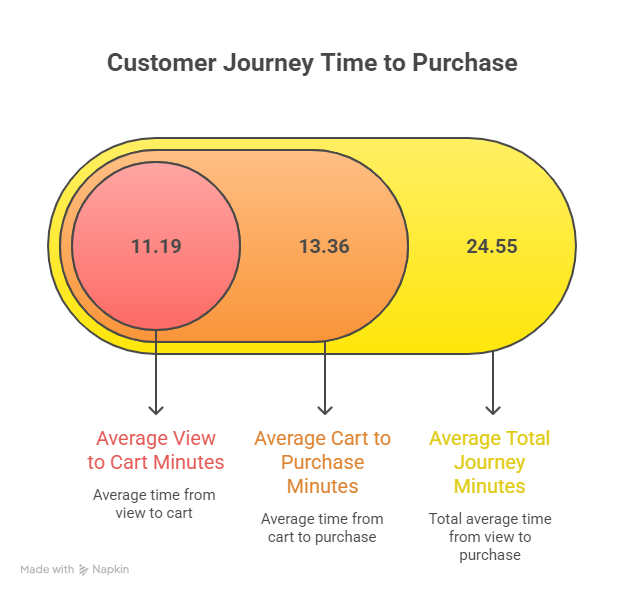 Customer Journey Time to Purchase
11.19
13.36
24.55
Average View
to Cart Minutes
Average time from
view to cart
Average Cart to
Purchase
Minutes
Average time from
cart to purchase
Average Total
Journey
Minutes
Total average time
from view to
purchase
Made with Napkin